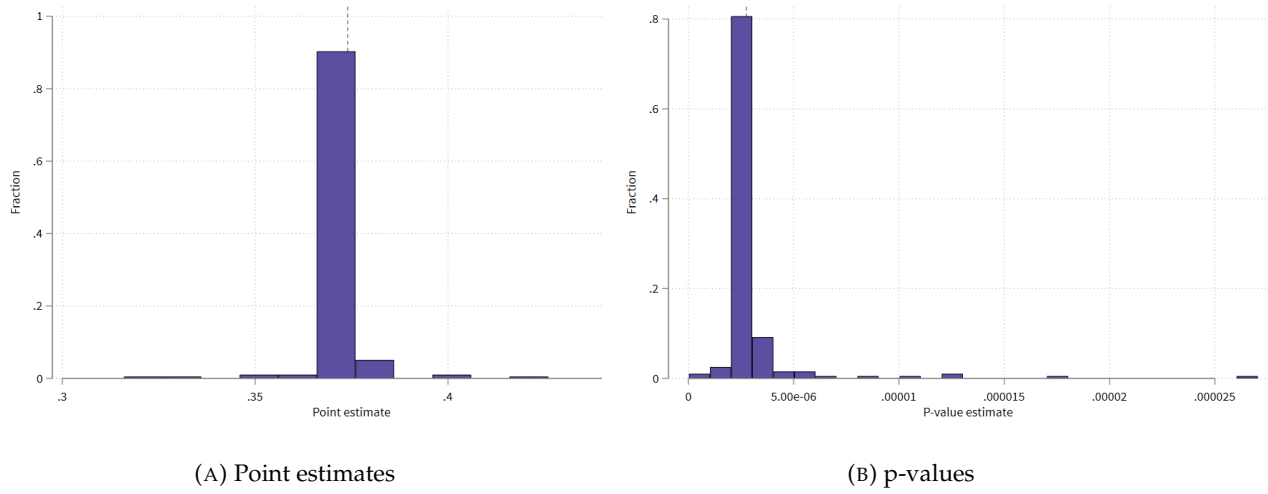 1
.8
.6
.4
.2
0
Fraction
.3
.35
.4
Point estimate
(A) Point estimates
.8
.6
.4
.2
0
Fraction
0
5.00e-06
.00001
.000015
.00002
.000025
P-value estimate
(B) p-values